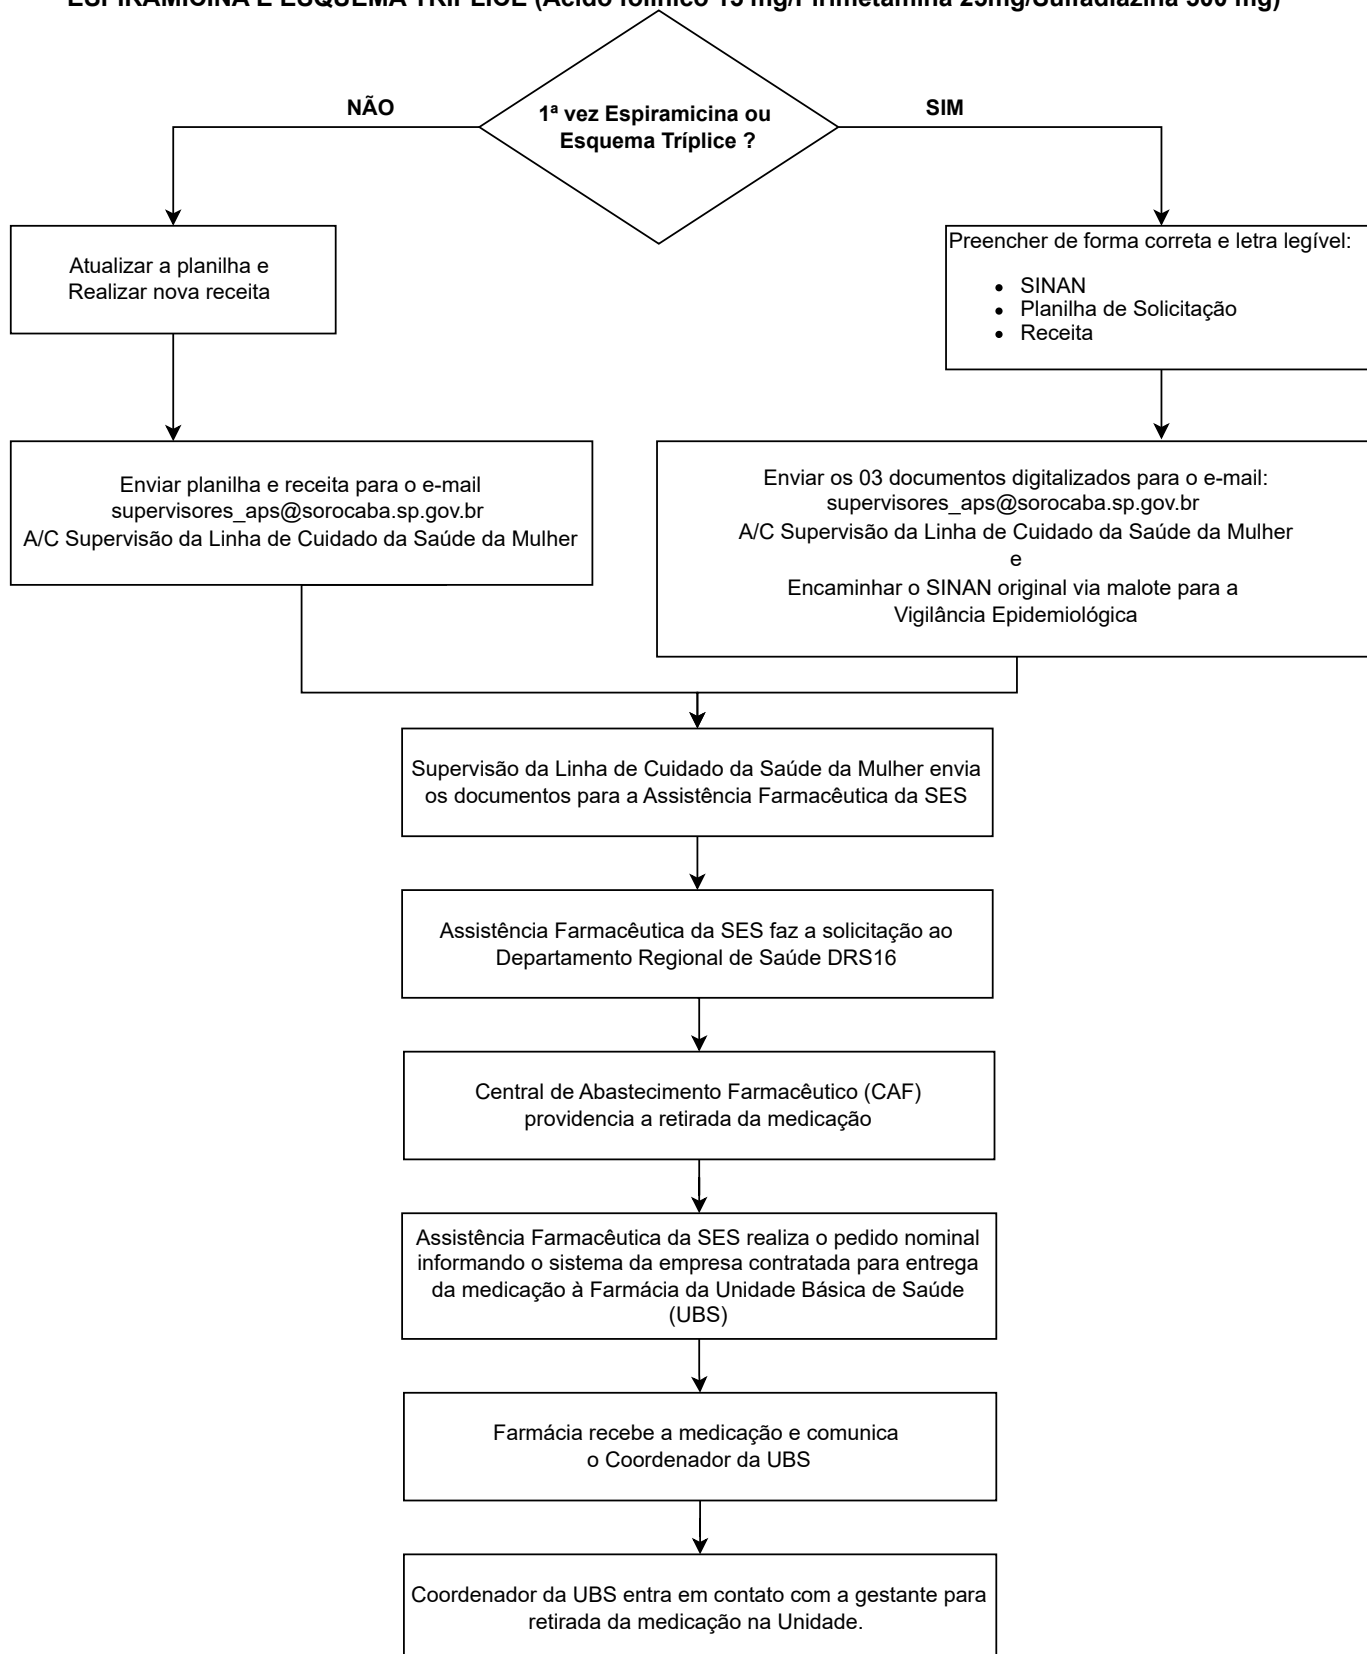 ESPIRAMICINA E ESQUEMA TRÍPLICE (Ácido folínico 15 mg/Pirimetamina 25mg/Sulfadiazina 500 mg)
1ª vez Espiramicina ou
Esquema Tríplice ?
NÃO
SIM
Atualizar a planilha e
Realizar nova receita
Preencher de forma correta e letra legível:
• SINAN
• Planilha de Solicitação
• Receita
Enviar planilha e receita para o e-mail
supervisores_aps@sorocaba.sp.gov.br
A/C Supervisão da Linha de Cuidado da Saúde da Mulher
Enviar os 03 documentos digitalizados para o e-mail:
supervisores_aps@sorocaba.sp.gov.br
A/C Supervisão da Linha de Cuidado da Saúde da Mulher
e
Encaminhar o SINAN original via malote para a
Vigilância Epidemiológica
Supervisão da Linha de Cuidado da Saúde da Mulher envia
os documentos para a Assistência Farmacêutica da SES
Assistência Farmacêutica da SES faz a solicitação ao
Departamento Regional de Saúde DRS16
Central de Abastecimento Farmacêutico (CAF)
providencia a retirada da medicação
Assistência Farmacêutica da SES realiza o pedido nominal
informando o sistema da empresa contratada para entrega
da medicação à Farmácia da Unidade Básica de Saúde
(UBS)
Farmácia recebe a medicação e comunica
o Coordenador da UBS
Coordenador da UBS entra em contato com a gestante para
retirada da medicação na Unidade.